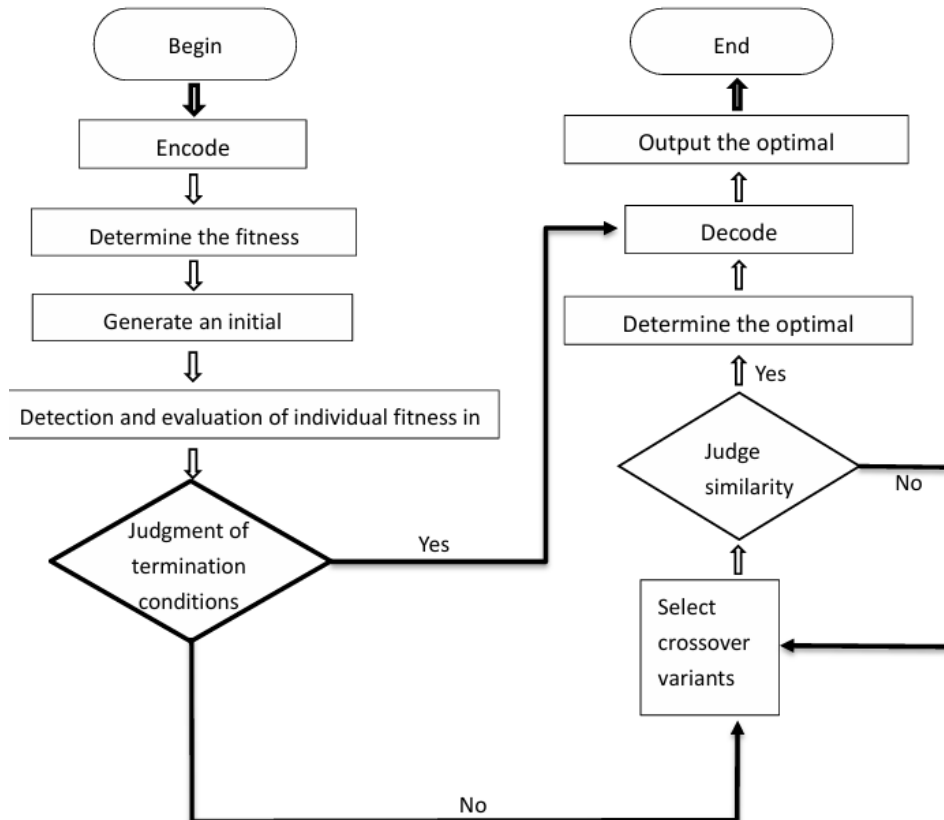 Begin
Encode
Determine the fitness
Generate an initial
Detection and evaluation of individual fitness in
Judgment of
termination
conditions
Yes
No
End
Output the optimal
Decode
Determine the optimal
Yes
Judge
similarity
No
Select
crossover
variants